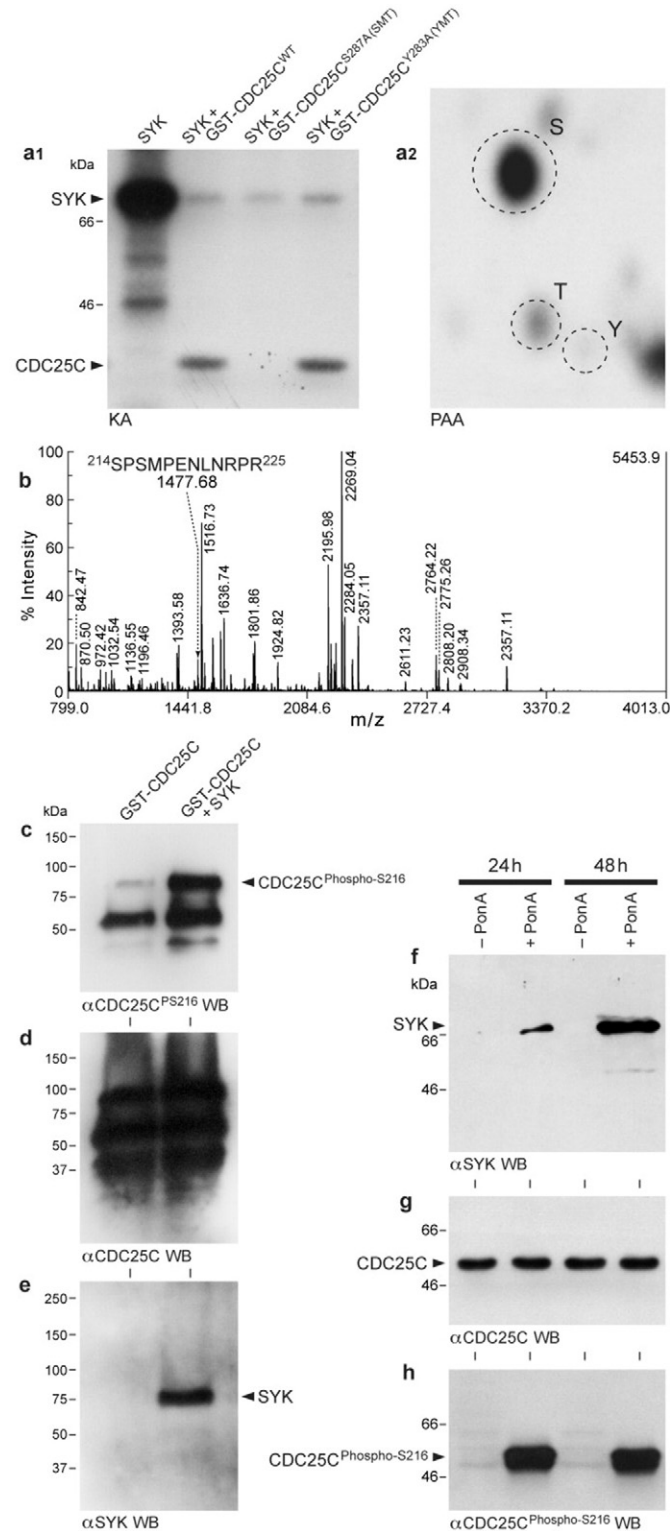 SYK
SYK+
GST-CDC25C^WT
SYK+
GST-CDC25C^S287A(SMT)
SYK+
GST-CDC25C^Y283A(YMT)
a1
kDa
SYK
66
46
CDC25C
KA
a2
S
T
Y
PAA
b
²¹⁴SPSMPENLNRPR²²⁵
1477.68
5453.9
% Intensity
100
80
60
40
20
0
842.47
870.50
972.42
1032.54
1136.55
1196.46
1393.58
1516.73
1636.74
1801.86
1924.82
2195.98
2269.04
2284.05
2357.11
2611.23
2764.22
2775.26
2808.20
2908.34
2357.11
799.0
1441.8
2084.6
2727.4
3370.2
4013.0
m/z
GST-CDC25C
GST-CDC25C
+ SYK
c
kDa
150
100
75
50
CDC25C^Phospho-S216
αCDC25C^PS216 WB
d
150
100
75
50
37
αCDC25C WB
e
250
150
100
75
50
37
SYK
αSYK WB
24h
48h
– PonA
+ PonA
– PonA
+ PonA
f
kDa
SYK
66
46
αSYK WB
g
66
CDC25C
46
αCDC25C WB
h
66
CDC25C^Phospho-S216
46
αCDC25C^Phospho-S216 WB